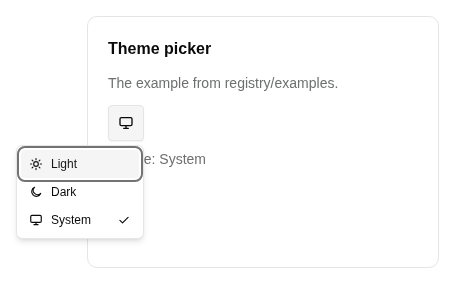 Theme picker
The example from registry/examples.
e: System
Light
Dark
System